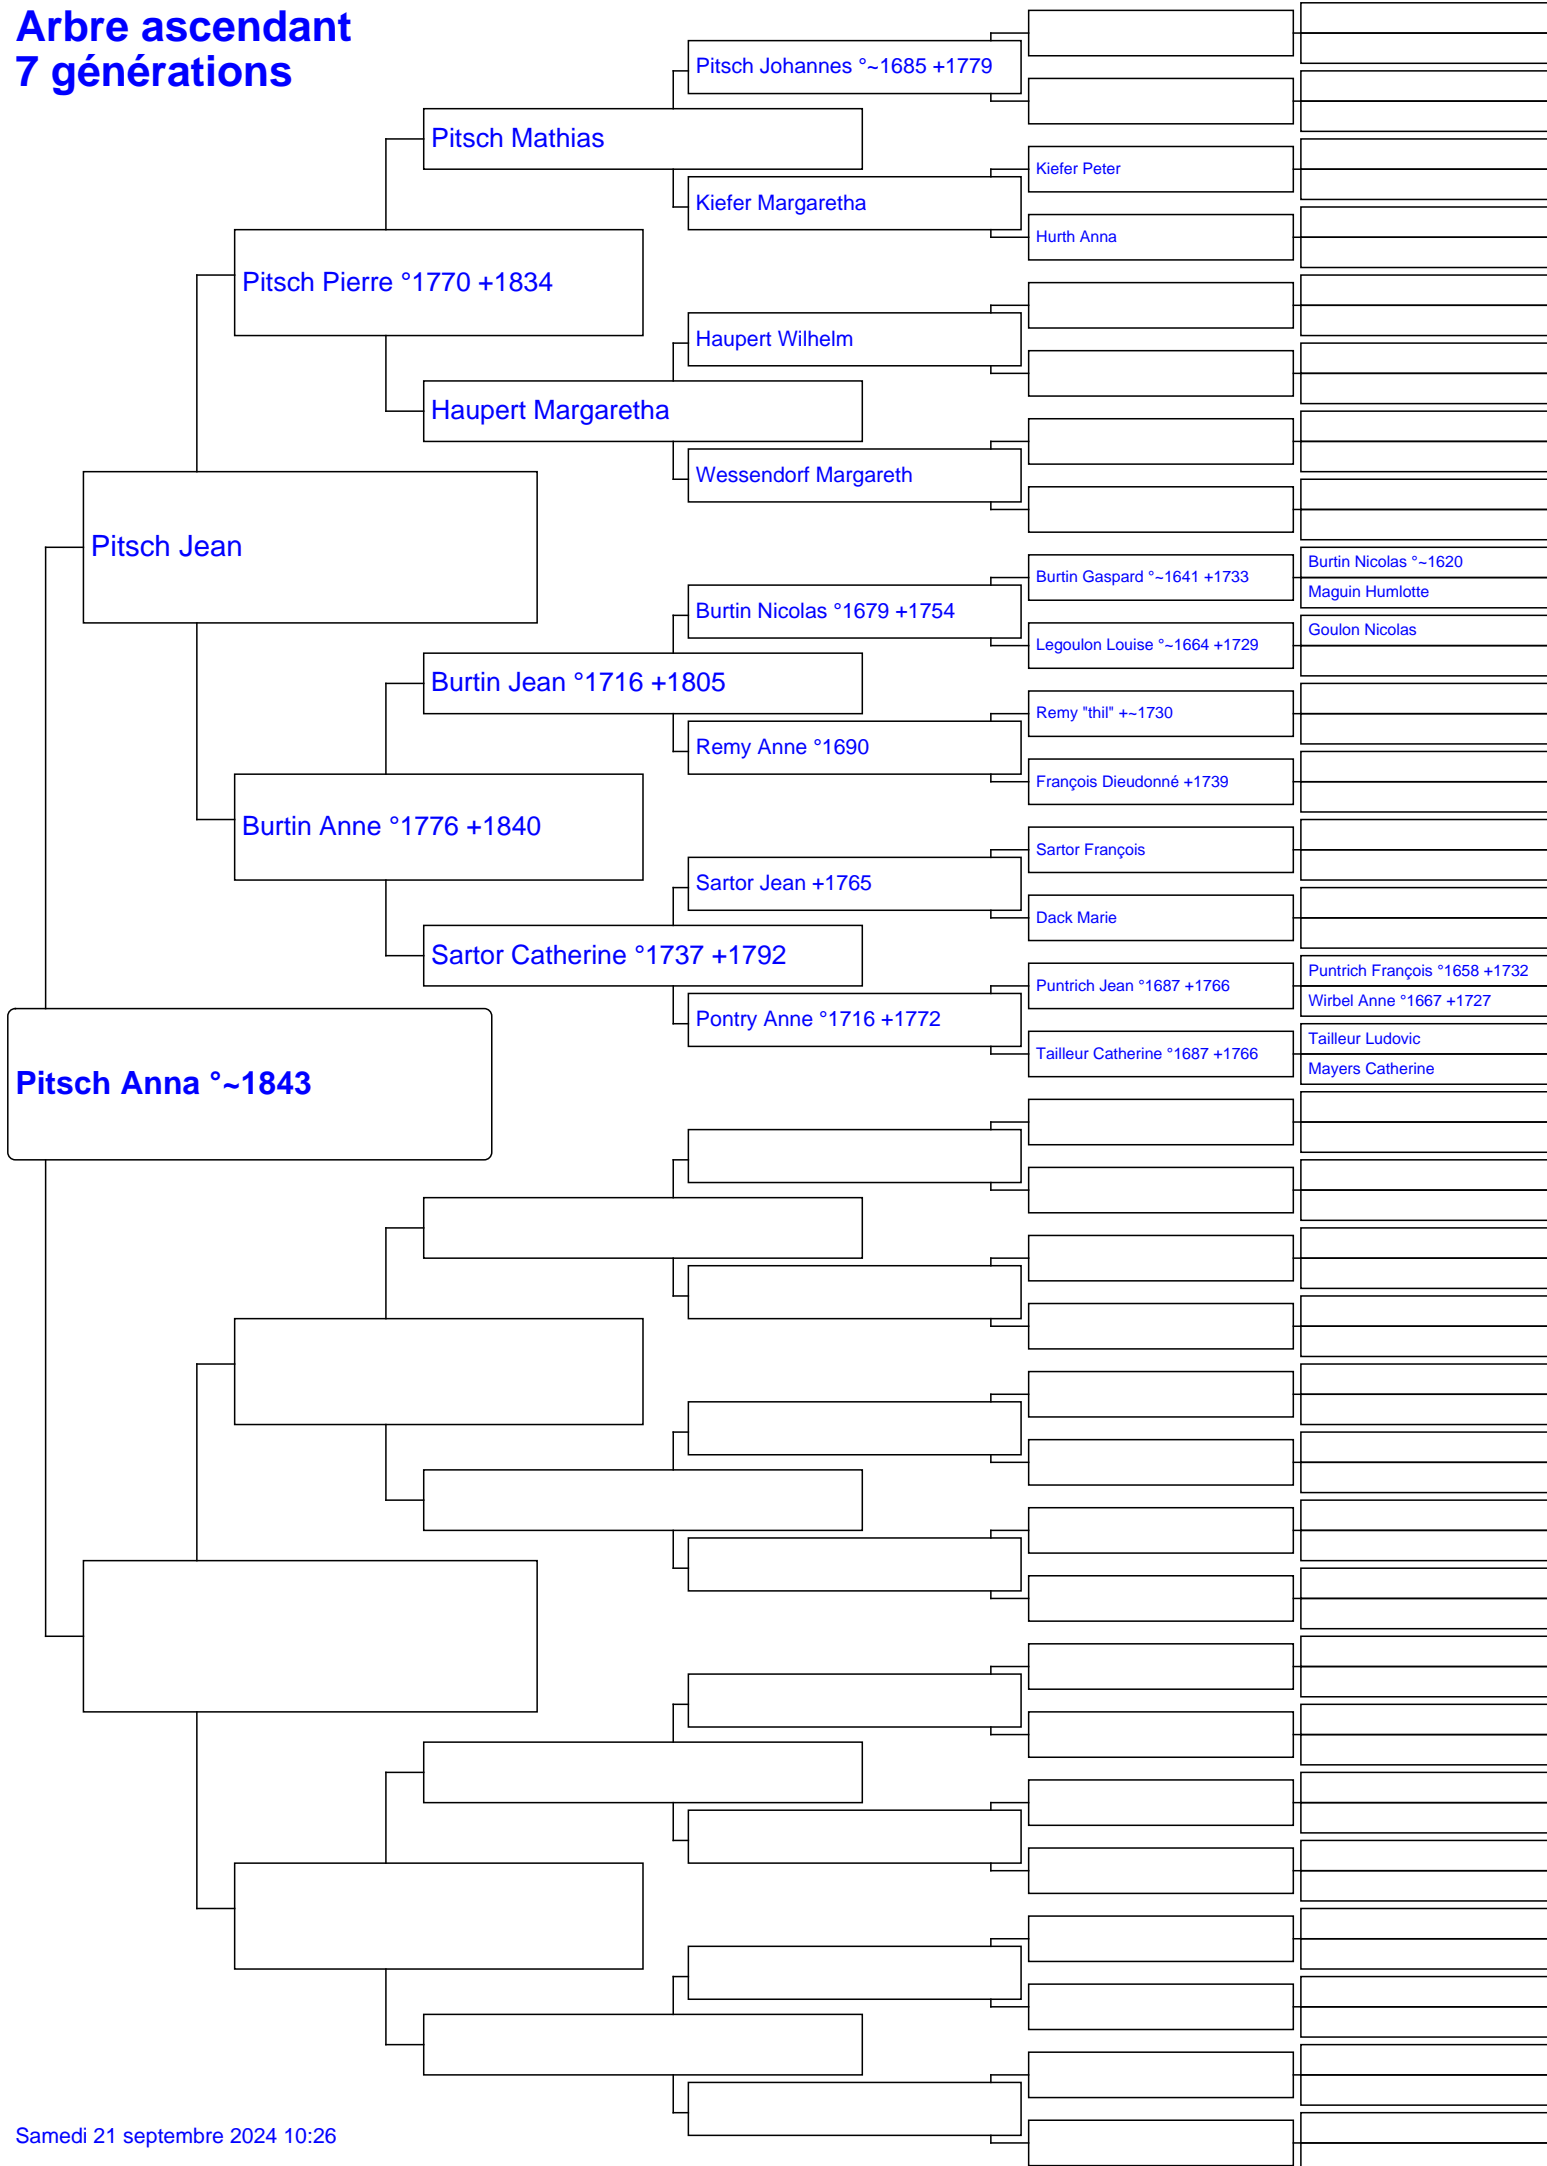 Arbre ascendant
7 générations
Pitsch Johannes °~1685 +1779
Pitsch Mathias
Kiefer Peter
Kiefer Margaretha
Hurth Anna
Pitsch Pierre °1770 +1834
Haupert Wilhelm
Haupert Margaretha
Wessendorf Margareth
Pitsch Jean
Burtin Nicolas °~1620
Burtin Gaspard °~1641 +1733
Maguin Humlotte
Burtin Nicolas °1679 +1754
Goulon Nicolas
Legoulon Louise °~1664 +1729
Burtin Jean °1716 +1805
Remy "thil" +~1730
Remy Anne °1690
François Dieudonné +1739
Burtin Anne °1776 +1840
Sartor François
Sartor Jean +1765
Dack Marie
Sartor Catherine °1737 +1792
Puntrich François °1658 +1732
Puntrich Jean °1687 +1766
Wirbel Anne °1667 +1727
Pontry Anne °1716 +1772
Tailleur Ludovic
Tailleur Catherine °1687 +1766
Mayers Catherine
Pitsch Anna °~1843
Samedi 21 septembre 2024 10:26